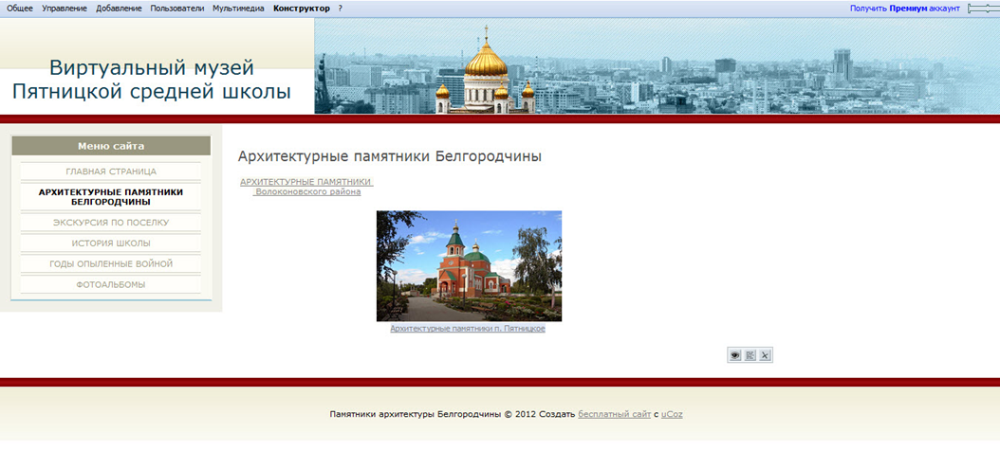 Общее Управление Добавление Пользователи Мультимедиа Конструктор ? Получить Премиум аккаунт
Виртуальный музей
Пятницкой средней школы
Меню сайта
ГЛАВНАЯ СТРАНИЦА
АРХИТЕКТУРНЫЕ ПАМЯТНИКИ
БЕЛГОРОДЧИНЫ
ЭКСКУРСИЯ ПО ПОСЕЛКУ
ИСТОРИЯ ШКОЛЫ
ГОДЫ ОПЫЛЕННЫЕ ВОЙНОЙ
ФОТОАЛЬБОМЫ
Архитектурные памятники Белгородчины
АРХИТЕКТУРНЫЕ ПАМЯТНИКИ
Волоконовского района
Архитектурные памятники п. Пятницкое
Памятники архитектуры Белгородчины © 2012 Создать бесплатный сайт с uCoz